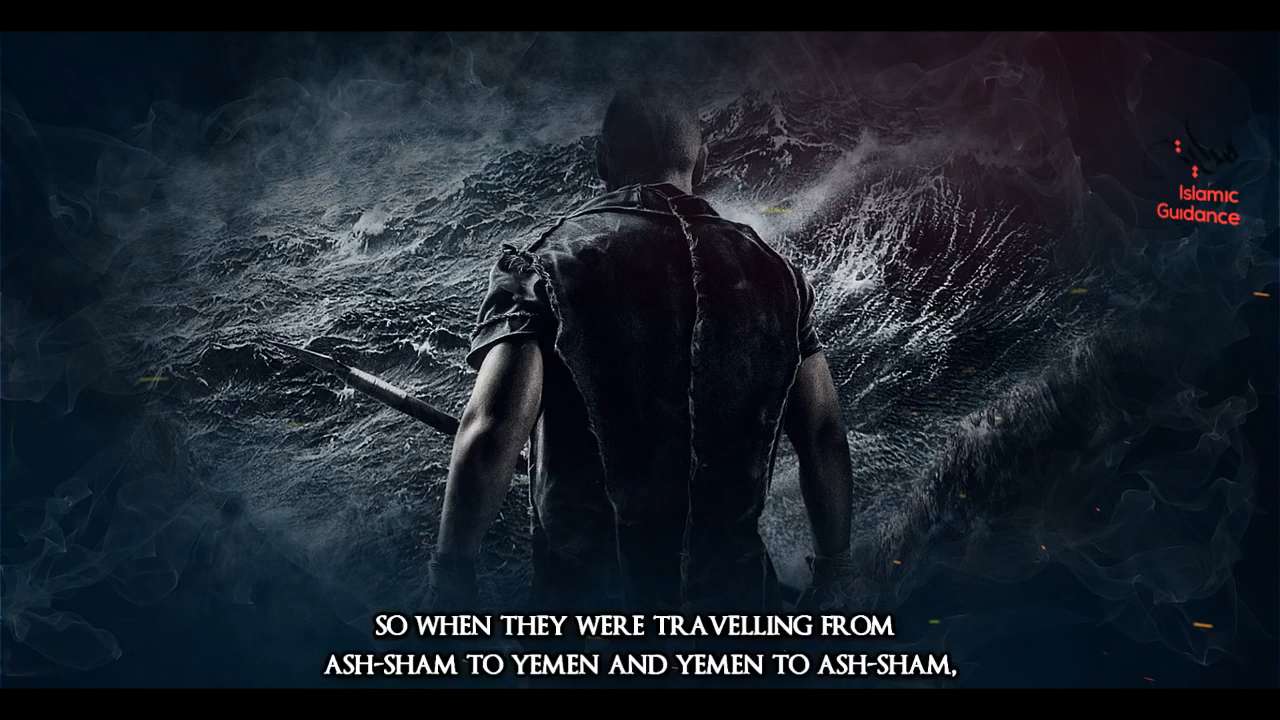 Islamic
Guidance
SO WHEN THEY WERE TRAVELLING FROM
ASH-SHAM TO YEMEN AND YEMEN TO ASH-SHAM,